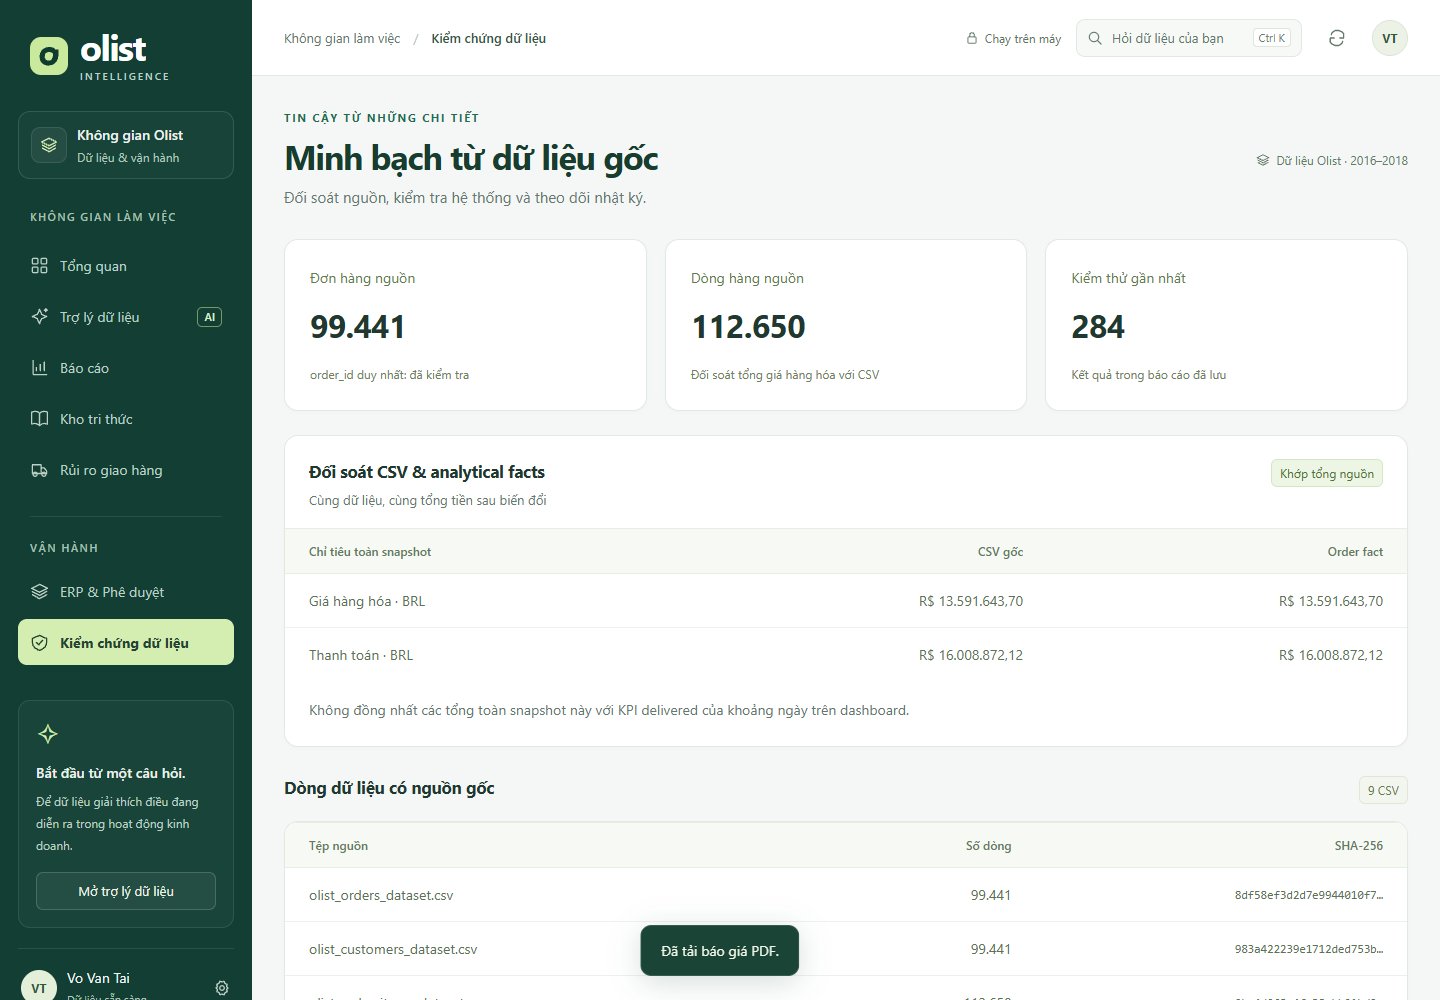 olist
INTELLIGENCE
Không gian Olist
Dữ liệu & vận hành
KHÔNG GIAN LÀM VIỆC
Tổng quan
Trợ lý dữ liệu
AI
Báo cáo
Kho tri thức
Rủi ro giao hàng
VẬN HÀNH
ERP & Phê duyệt
Kiểm chứng dữ liệu
Bắt đầu từ một câu hỏi.
Để dữ liệu giải thích điều đang
diễn ra trong hoạt động kinh
doanh.
Mở trợ lý dữ liệu
VT
Vo Van Tai
Dữ liệu sẵn sàng
Không gian làm việc / Kiểm chứng dữ liệu
Chạy trên máy
Hỏi dữ liệu của bạn
Ctrl K
VT
TIN CẬY TỪ NHỮNG CHI TIẾT
Minh bạch từ dữ liệu gốc
Đối soát nguồn, kiểm tra hệ thống và theo dõi nhật ký.
Dữ liệu Olist · 2016–2018
Đơn hàng nguồn
99.441
order_id duy nhất: đã kiểm tra
Dòng hàng nguồn
112.650
Đối soát tổng giá hàng hóa với CSV
Kiểm thử gần nhất
284
Kết quả trong báo cáo đã lưu
Đối soát CSV & analytical facts
Cùng dữ liệu, cùng tổng tiền sau biến đổi
Khớp tổng nguồn
Chỉ tiêu toàn snapshot CSV gốc Order fact
Giá hàng hóa · BRL R$ 13.591.643,70 R$ 13.591.643,70
Thanh toán · BRL R$ 16.008.872,12 R$ 16.008.872,12
Không đồng nhất các tổng toàn snapshot này với KPI delivered của khoảng ngày trên dashboard.
Dòng dữ liệu có nguồn gốc
9 CSV
Tệp nguồn Số dòng SHA-256
olist_orders_dataset.csv 99.441 8df58ef3d2d7e9944010f7…
olist_customers_dataset.csv 99.441 983a422239e1712ded753b…
Đã tải báo giá PDF.